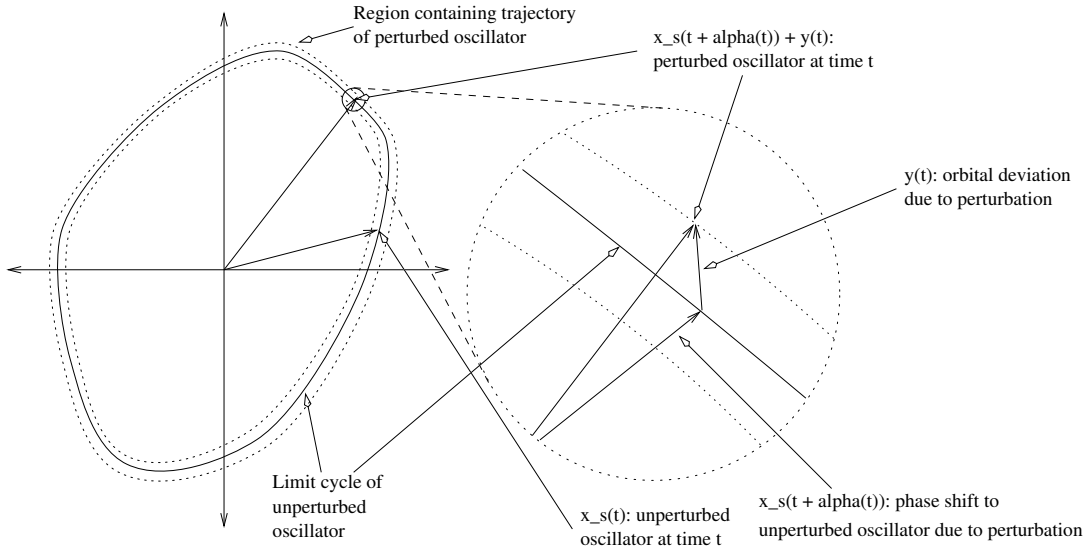 Region containing trajectory
of perturbed oscillator
x_s(t + alpha(t)) + y(t):
perturbed oscillator at time t
y(t): orbital deviation
due to perturbation
Limit cycle of
unperturbed
oscillator
x_s(t): unperturbed
oscillator at time t
x_s(t + alpha(t)): phase shift to
unperturbed oscillator due to perturbation